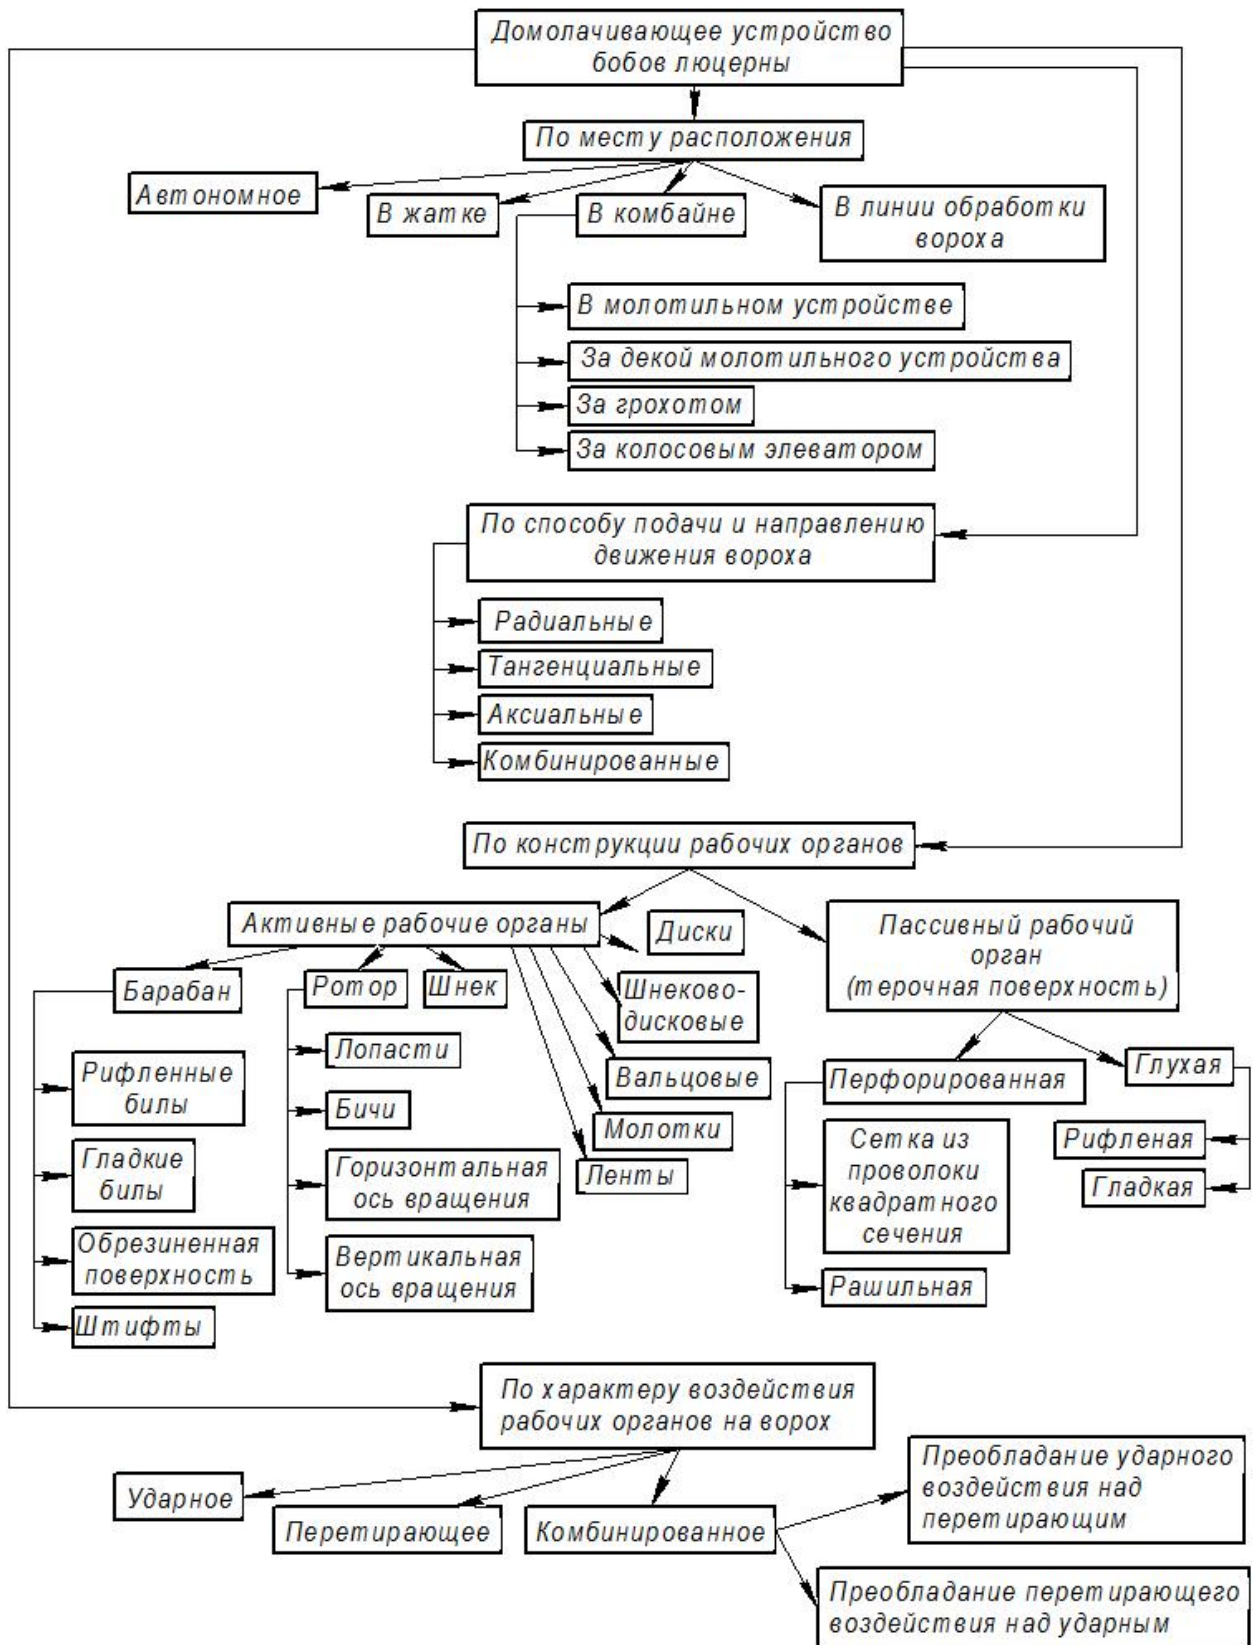 Домолачивающее устройство
бобов люцерны
По месту расположения
Автономное
В жатке
В комбайне
В линии обработки
вороха
В молотильном устройстве
За декой молотильного устройства
За грохотом
За колосовым элеватором
По способу подачи и направлению
движения вороха
Радиальные
Тангенциальные
Аксиальные
Комбинированные
По конструкции рабочих органов
Активные рабочие органы
Диски
Пассивный рабочий
орган
(терочная поверхность)
Барабан
Ротор
Шнек
Шнеково-
дисковые
Лопасти
Вальцовые
Перфорированная
Глухая
Рифленные
билы
Бичи
Молотки
Сетка из
проволоки
квадратного
сечения
Рифленая
Гладкие
билы
Горизонтальная
ось вращения
Ленты
Гладкая
Обрезиненная
поверхность
Вертикальная
ось вращения
Рашильная
Штифты
По характеру воздействия
рабочих органов на ворох
Ударное
Перетирающее
Комбинированное
Преобладание ударного
воздействия над
перетирающим
Преобладание перетирающего
воздействия над ударным